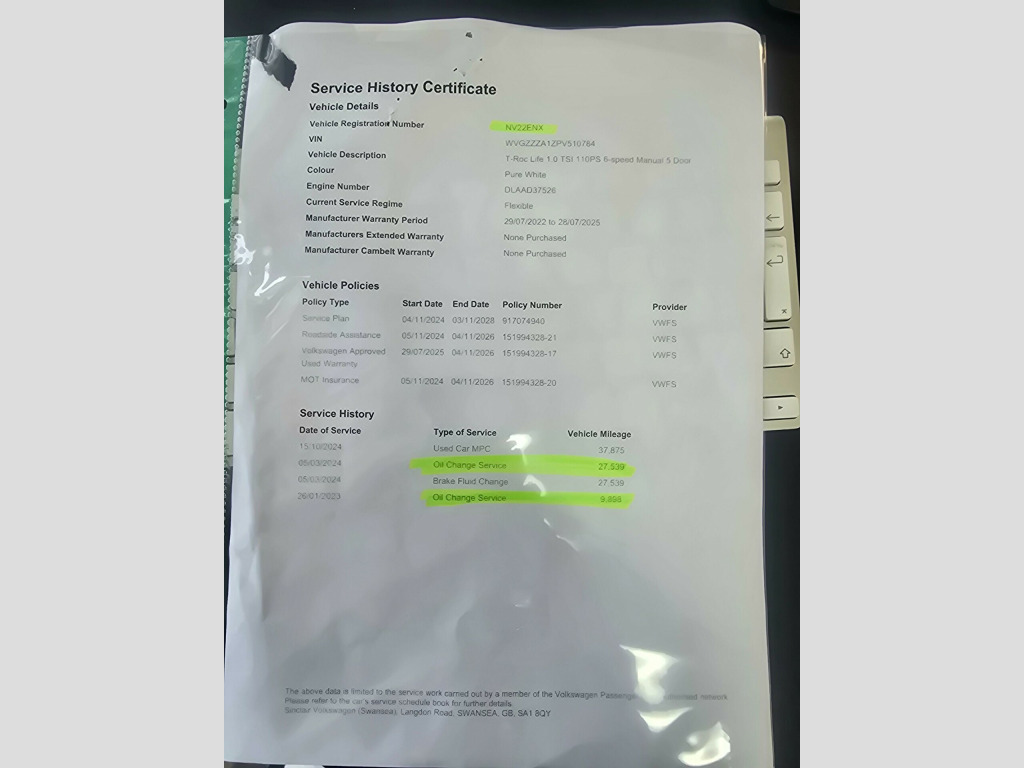 Service History Certificate
Vehicle Details
Vehicle Registration Number NV22ENX
VIN WVGZZZA1ZPV510784
Vehicle Description T-Roc Life 1.0 TSI 110PS 6-speed Manual 5 Door
Colour Pure White
Engine Number DLAAD37526
Current Service Regime Flexible
Manufacturer Warranty Period 29/07/2022 to 28/07/2025
Manufacturers Extended Warranty None Purchased
Manufacturer Cambelt Warranty None Purchased
Vehicle Policies
Policy Type Start Date End Date Policy Number Provider
Service Plan 04/11/2024 03/11/2028 917074940 VWFS
Roadside Assistance 05/11/2024 04/11/2026 151994328-21 VWFS
Volkswagen Approved 29/07/2025 04/11/2026 151994328-17 VWFS
Used Warranty
MOT Insurance 05/11/2024 04/11/2026 151994328-20 VWFS
Service History
Date of Service Type of Service Vehicle Mileage
15/10/2024 Used Car MPC 37,875
05/03/2024 Oil Change Service 27,539
05/03/2024 Brake Fluid Change 27,539
26/01/2023 Oil Change Service
The above data is limited to the service work carried out by a member of the Volkswagen network
Please refer to the car's service schedule book for further details.
Sinclair Volkswagen (Swansea), Langdon Road, SWANSEA, GB, SA1 8QY